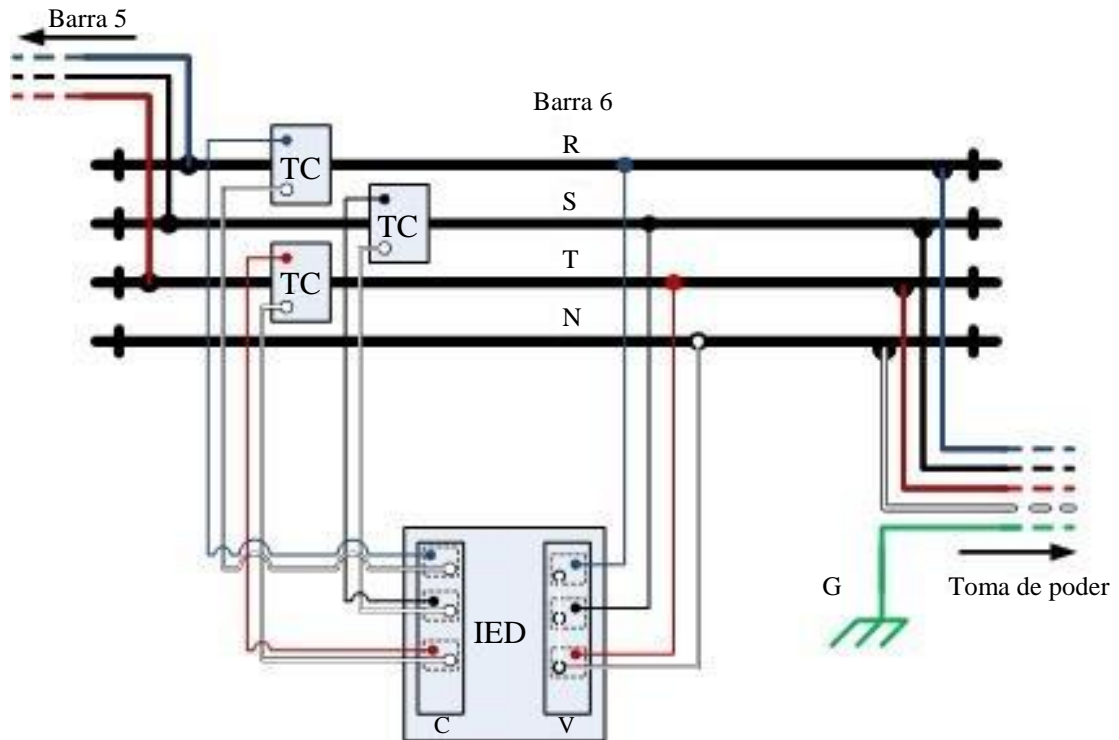 Barra 5
Barra 6
R
TC
S
TC
T
TC
N
IED
C
V
G
Toma de poder